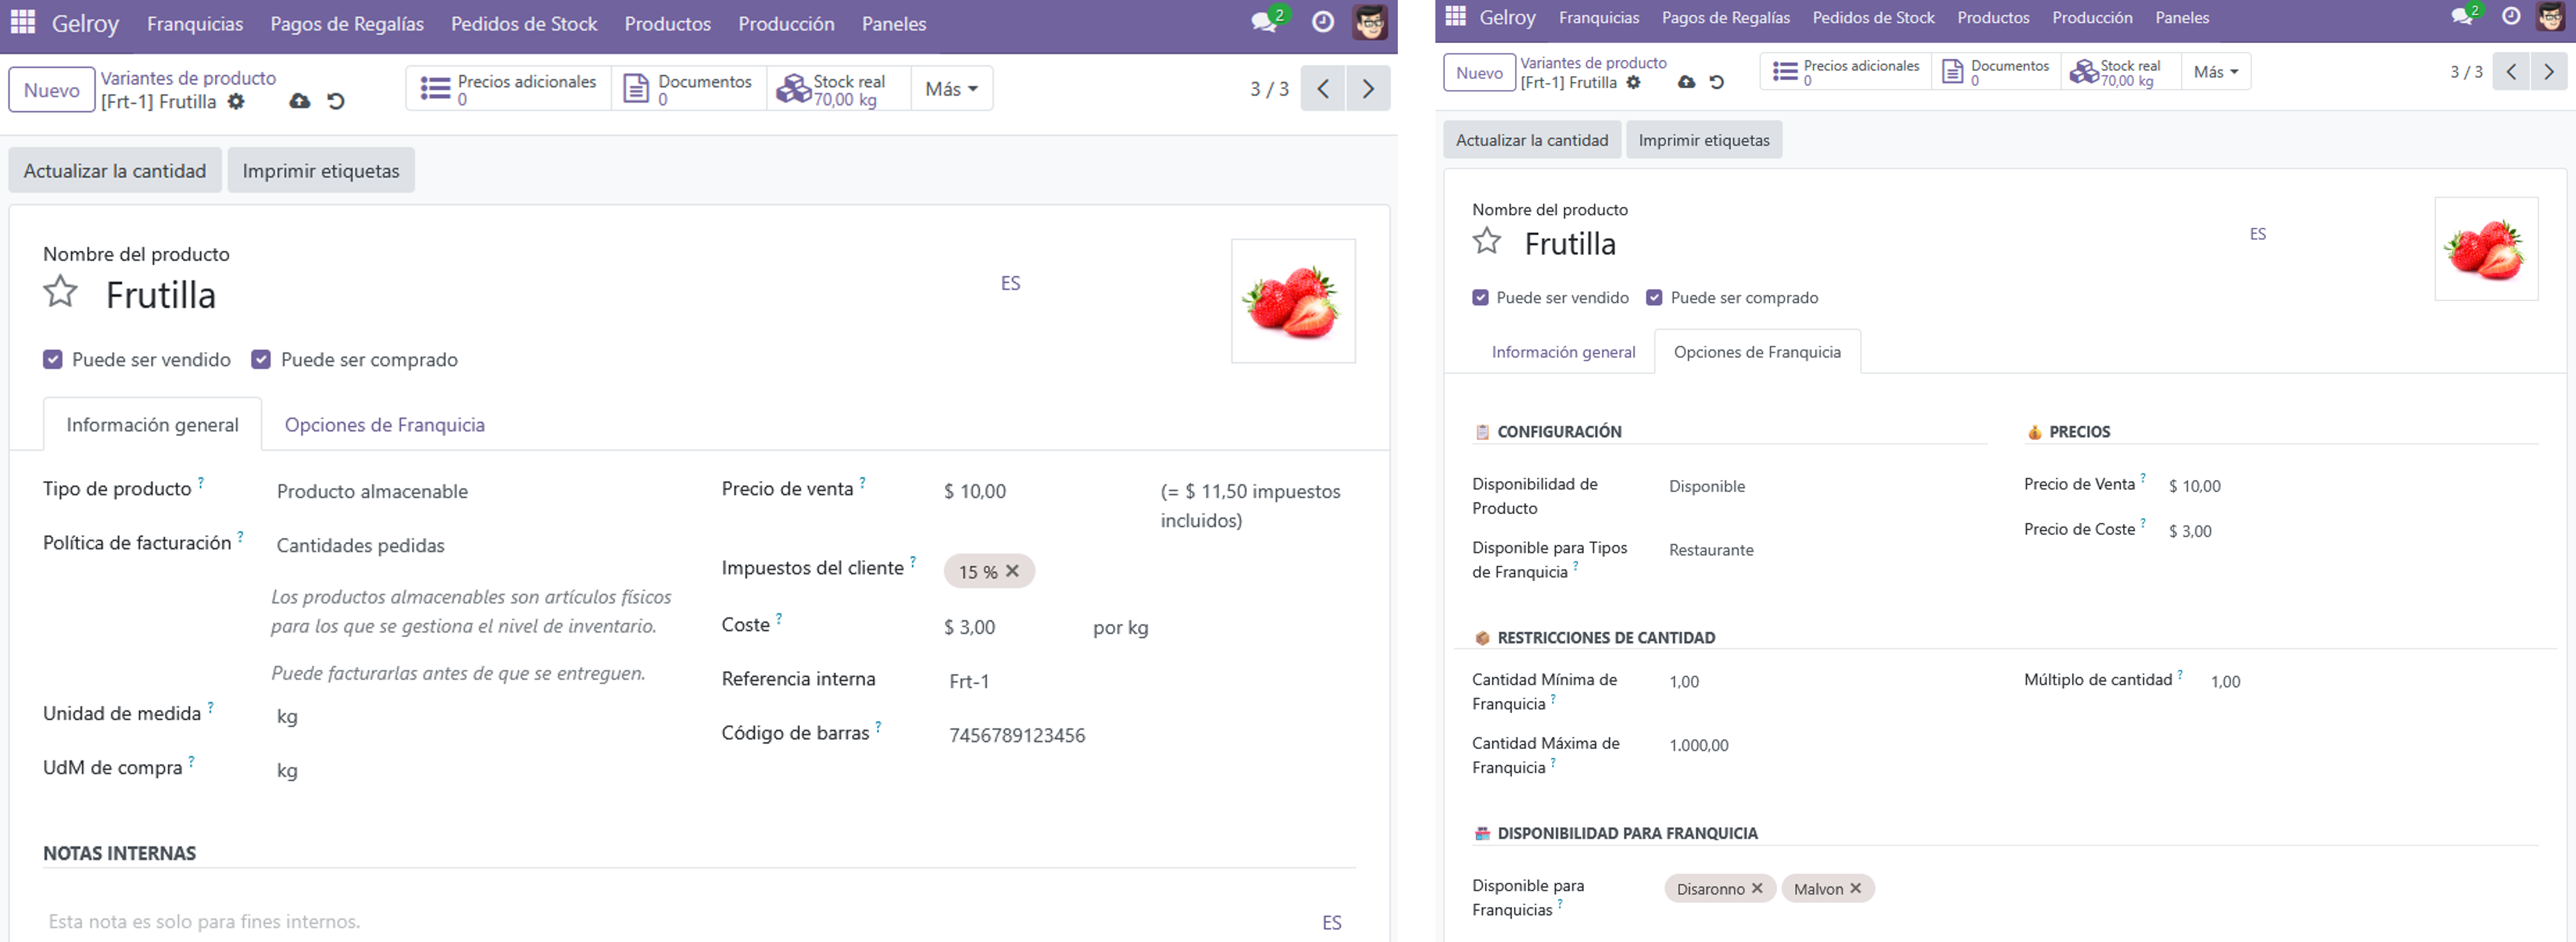 Gelroy Franquicias Pagos de Regalías Pedidos de Stock Productos Producción Paneles 2
Nuevo
Variantes de producto
[Frt-1] Frutilla
Precios adicionales
0
Documentos
0
Stock real
70,00 kg
Más
3 / 3
Actualizar la cantidad Imprimir etiquetas
Nombre del producto
Frutilla
ES
Puede ser vendido Puede ser comprado
Información general Opciones de Franquicia
Tipo de producto ? Producto almacenable
Política de facturación ? Cantidades pedidas
Los productos almacenables son artículos físicos
para los que se gestiona el nivel de inventario.
Puede facturarlas antes de que se entreguen.
Unidad de medida ? kg
UdM de compra ? kg
Precio de venta ? $ 10,00 (= $ 11,50 impuestos
incluidos)
Impuestos del cliente ? 15 % ✕
Coste ? $ 3,00 por kg
Referencia interna Frt-1
Código de barras ? 7456789123456
NOTAS INTERNAS
Esta nota es solo para fines internos. ES
Gelroy Franquicias Pagos de Regalías Pedidos de Stock Productos Producción Paneles 2
Nuevo
Variantes de producto
[Frt-1] Frutilla
Precios adicionales
0
Documentos
0
Stock real
70,00 kg
Más
3 / 3
Actualizar la cantidad Imprimir etiquetas
Nombre del producto
Frutilla
ES
Puede ser vendido Puede ser comprado
Información general Opciones de Franquicia
CONFIGURACIÓN
Disponibilidad de
Producto
Disponible
Disponible para Tipos
de Franquicia ?
Restaurante
PRECIOS
Precio de Venta ? $ 10,00
Precio de Coste ? $ 3,00
RESTRICCIONES DE CANTIDAD
Cantidad Mínima de
Franquicia ?
1,00
Cantidad Máxima de
Franquicia ?
1.000,00
Múltiplo de cantidad ? 1,00
DISPONIBILIDAD PARA FRANQUICIA
Disponible para
Franquicias ?
Disaronno ✕ Malvon ✕